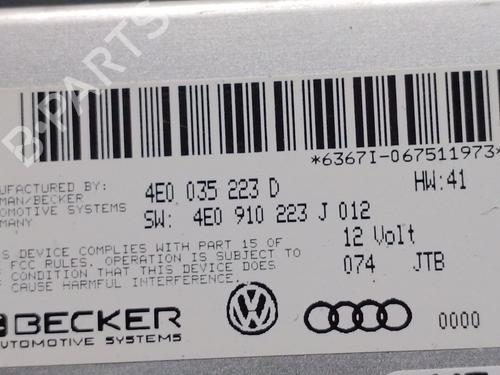 B-PARTS
*6367I-067511973*
UFACTURED BY:
MAN/BECKER
OMOTIVE SYSTEMS
MANY
4E0 035 223 D
HW:41
SW: 4E0 910 223 J 012
S DEVICE COMPLIES WITH PART 15 OF
FCC RULES. OPERATION IS SUBJECT TO
CONDITION THAT THIS DEVICE DOES
CAUSE HARMFUL INTERFERENCE.
12 Volt
074 JTB
BECKER
AUTOMOTIVE SYSTEMS
0000